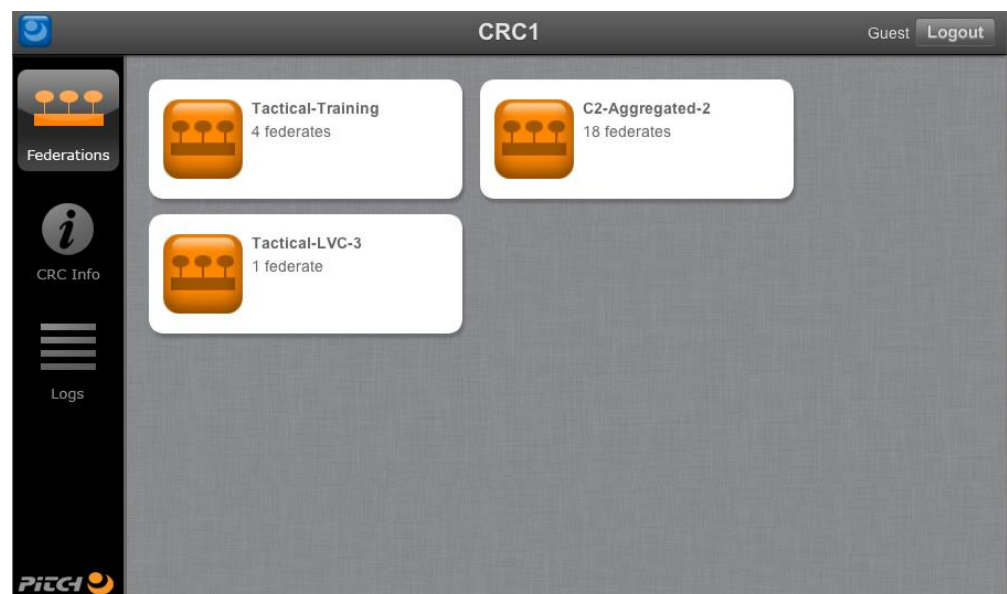 CRC1
Guest Logout
Federations
CRC Info
Logs
PITCH
Tactical-Training
4 federates
C2-Aggregated-2
18 federates
Tactical-LVC-3
1 federate